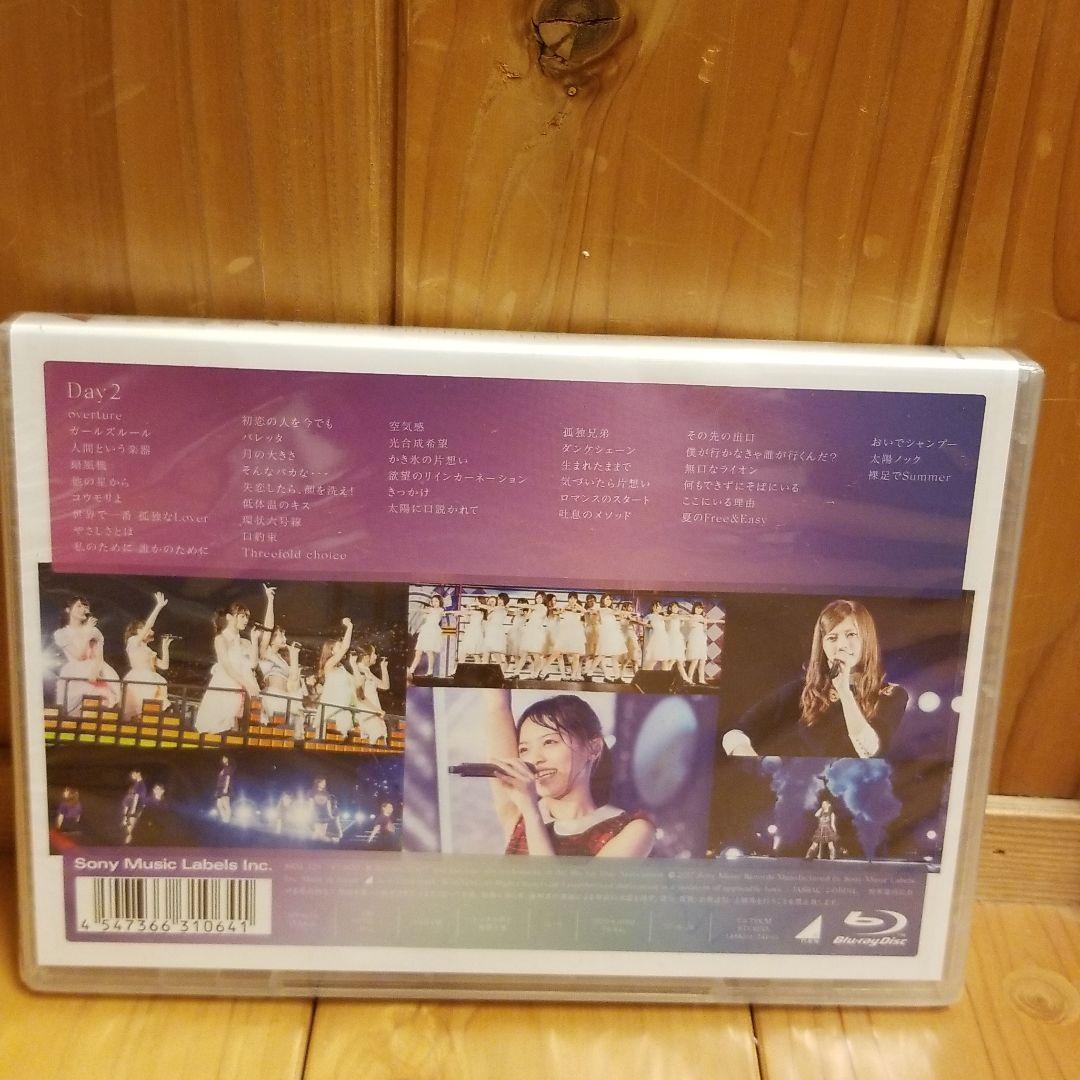 Day2
overture
ガールズルール
人間という楽器
扇風機
他の星から
コウモリよ
世界で一番 孤独なLover
やさしさとは
私のために 誰かのために
初恋の人を今でも
バレッタ
月の大きさ
そんなバカな・・・
失恋したら、顔を洗え!
低体温のキス
環状六号線
口約束
Threefold choice
空気感
光合成希望
かき氷の片想い
欲望のリインカーネーション
きっかけ
太陽に口説かれて
孤独兄弟
ダンケシェーン
生まれたままで
気づいたら片想い
ロマンスのスタート
吐息のメソッド
その先の出口
僕が行かなきゃ誰が行くんだ?
無口なライオン
何もできずにそばにいる
ここにいる理由
夏のFree&Easy
おいでシャンプー
太陽ノック
裸足でSummer
Sony Music Labels Inc.
4 547366 310641
Blu-ray Disc